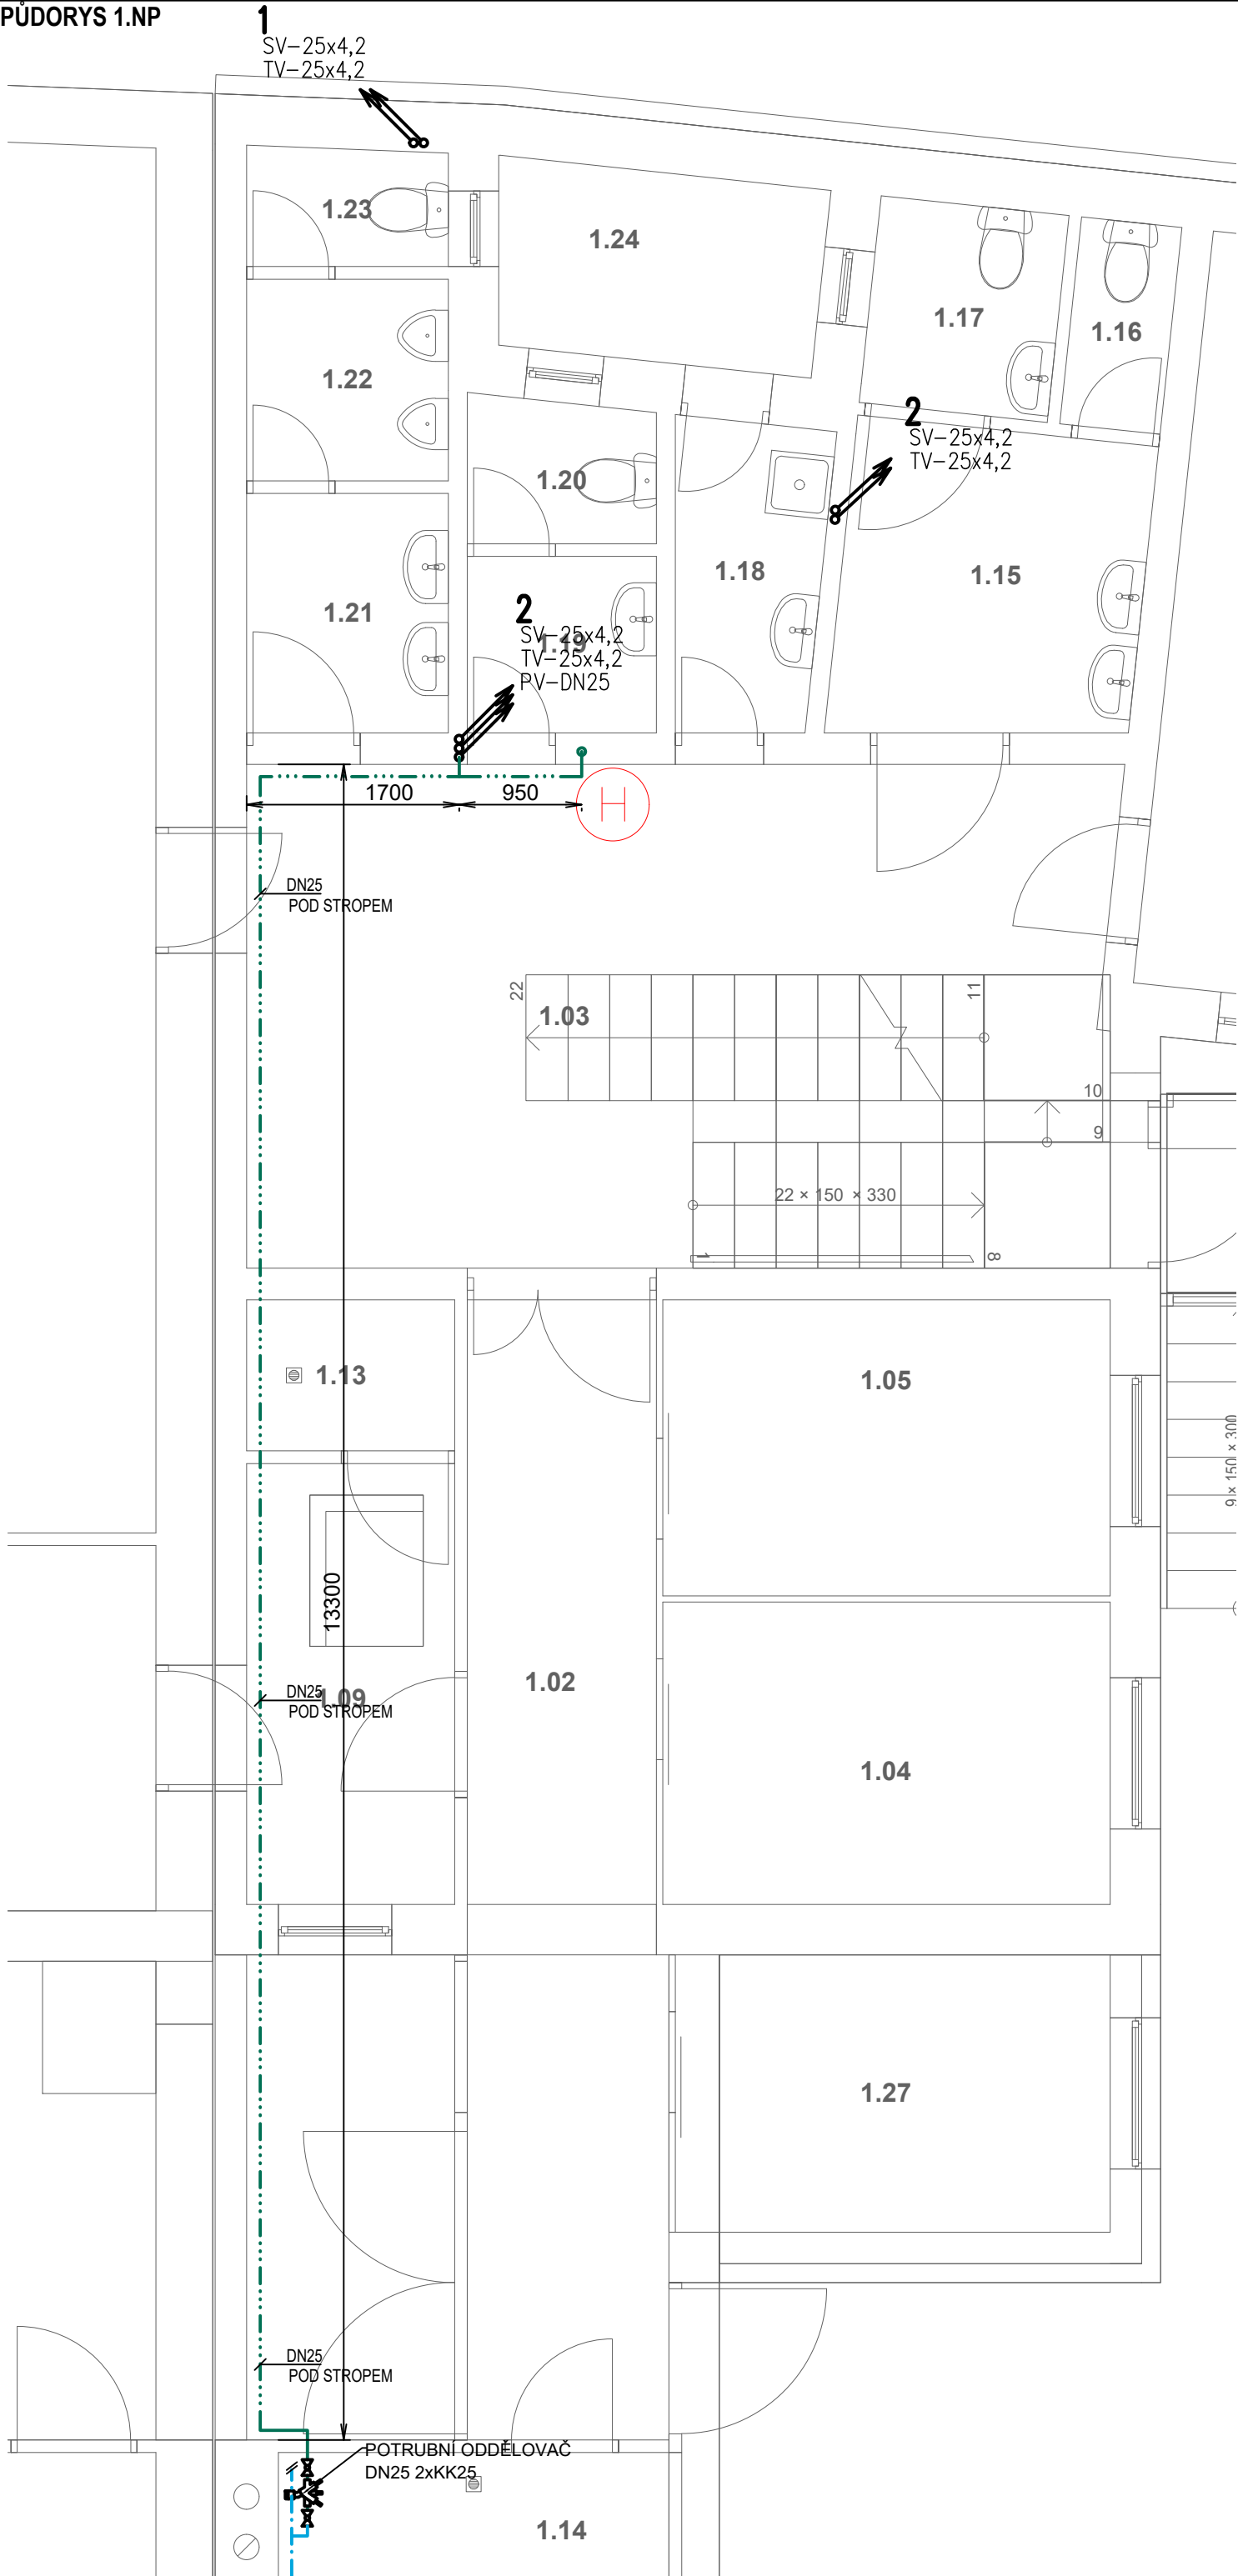 PŮDORYS 1.NP
1
SV-25x4,2
TV-25x4,2
1.23
1.24
1.17
1.16
1.22
2
SV-25x4,2
TV-25x4,2
1.20
1.18
1.15
1.21
2
SV-25x4,2
1.19
TV-25x4,2
PV-DN25
1700
950
H
DN25
POD STROPEM
22
1.03
11
10
9
22 × 150 × 330
1
8
1.13
1.05
9 × 150 × 300
13300
1.02
DN25
1.09
POD STROPEM
1.04
1.27
DN25
POD STROPEM
POTRUBNÍ ODDĚLOVAČ
DN25 2xKK25
1.14